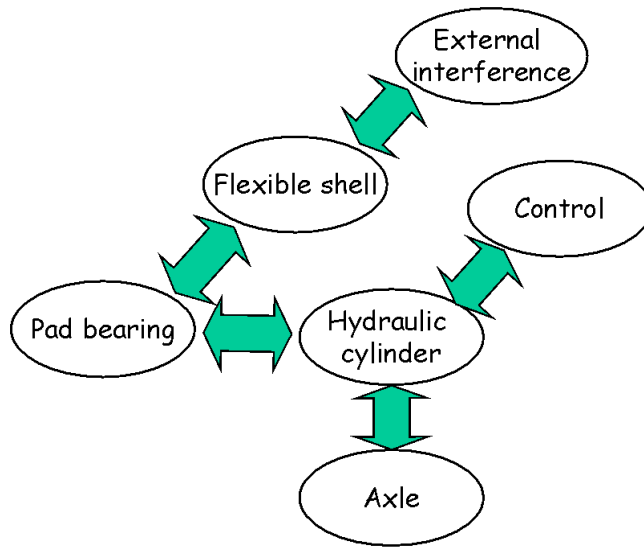 External
interference
Flexible shell
Control
Pad bearing
Hydraulic
cylinder
Axle